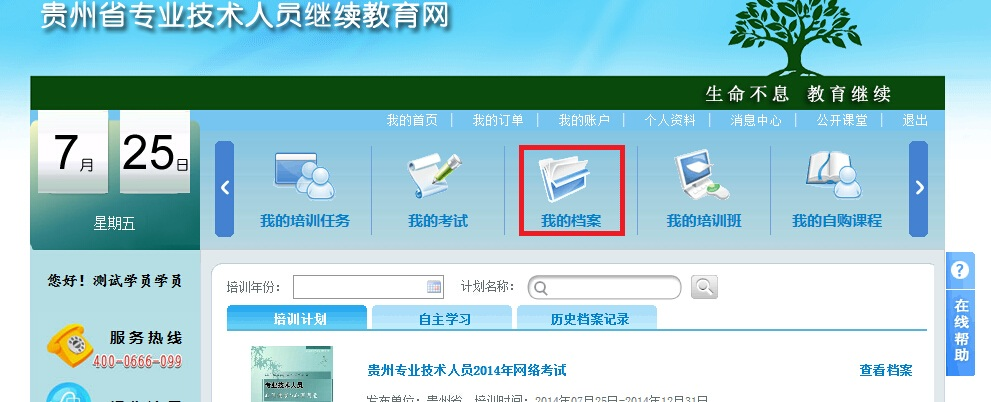 贵州省专业技术人员继续教育网
生命不息 教育继续
我的首页 | 我的订单 | 我的账户 | 个人资料 | 消息中心 | 公开课堂 | 退出
7月 25日
星期五
我的培训任务 我的考试 我的档案 我的培训班 我的自购课程
您好！测试学员学员
服务热线
400-0666-099
培训年份： 计划名称：
培训计划 自主学习 历史档案记录
专业技术人员
贵州专业技术人员2014年网络考试 查看档案
发布单位：贵州省 培训时间：2014年07月25日-2014年12月31日
?
在线帮助